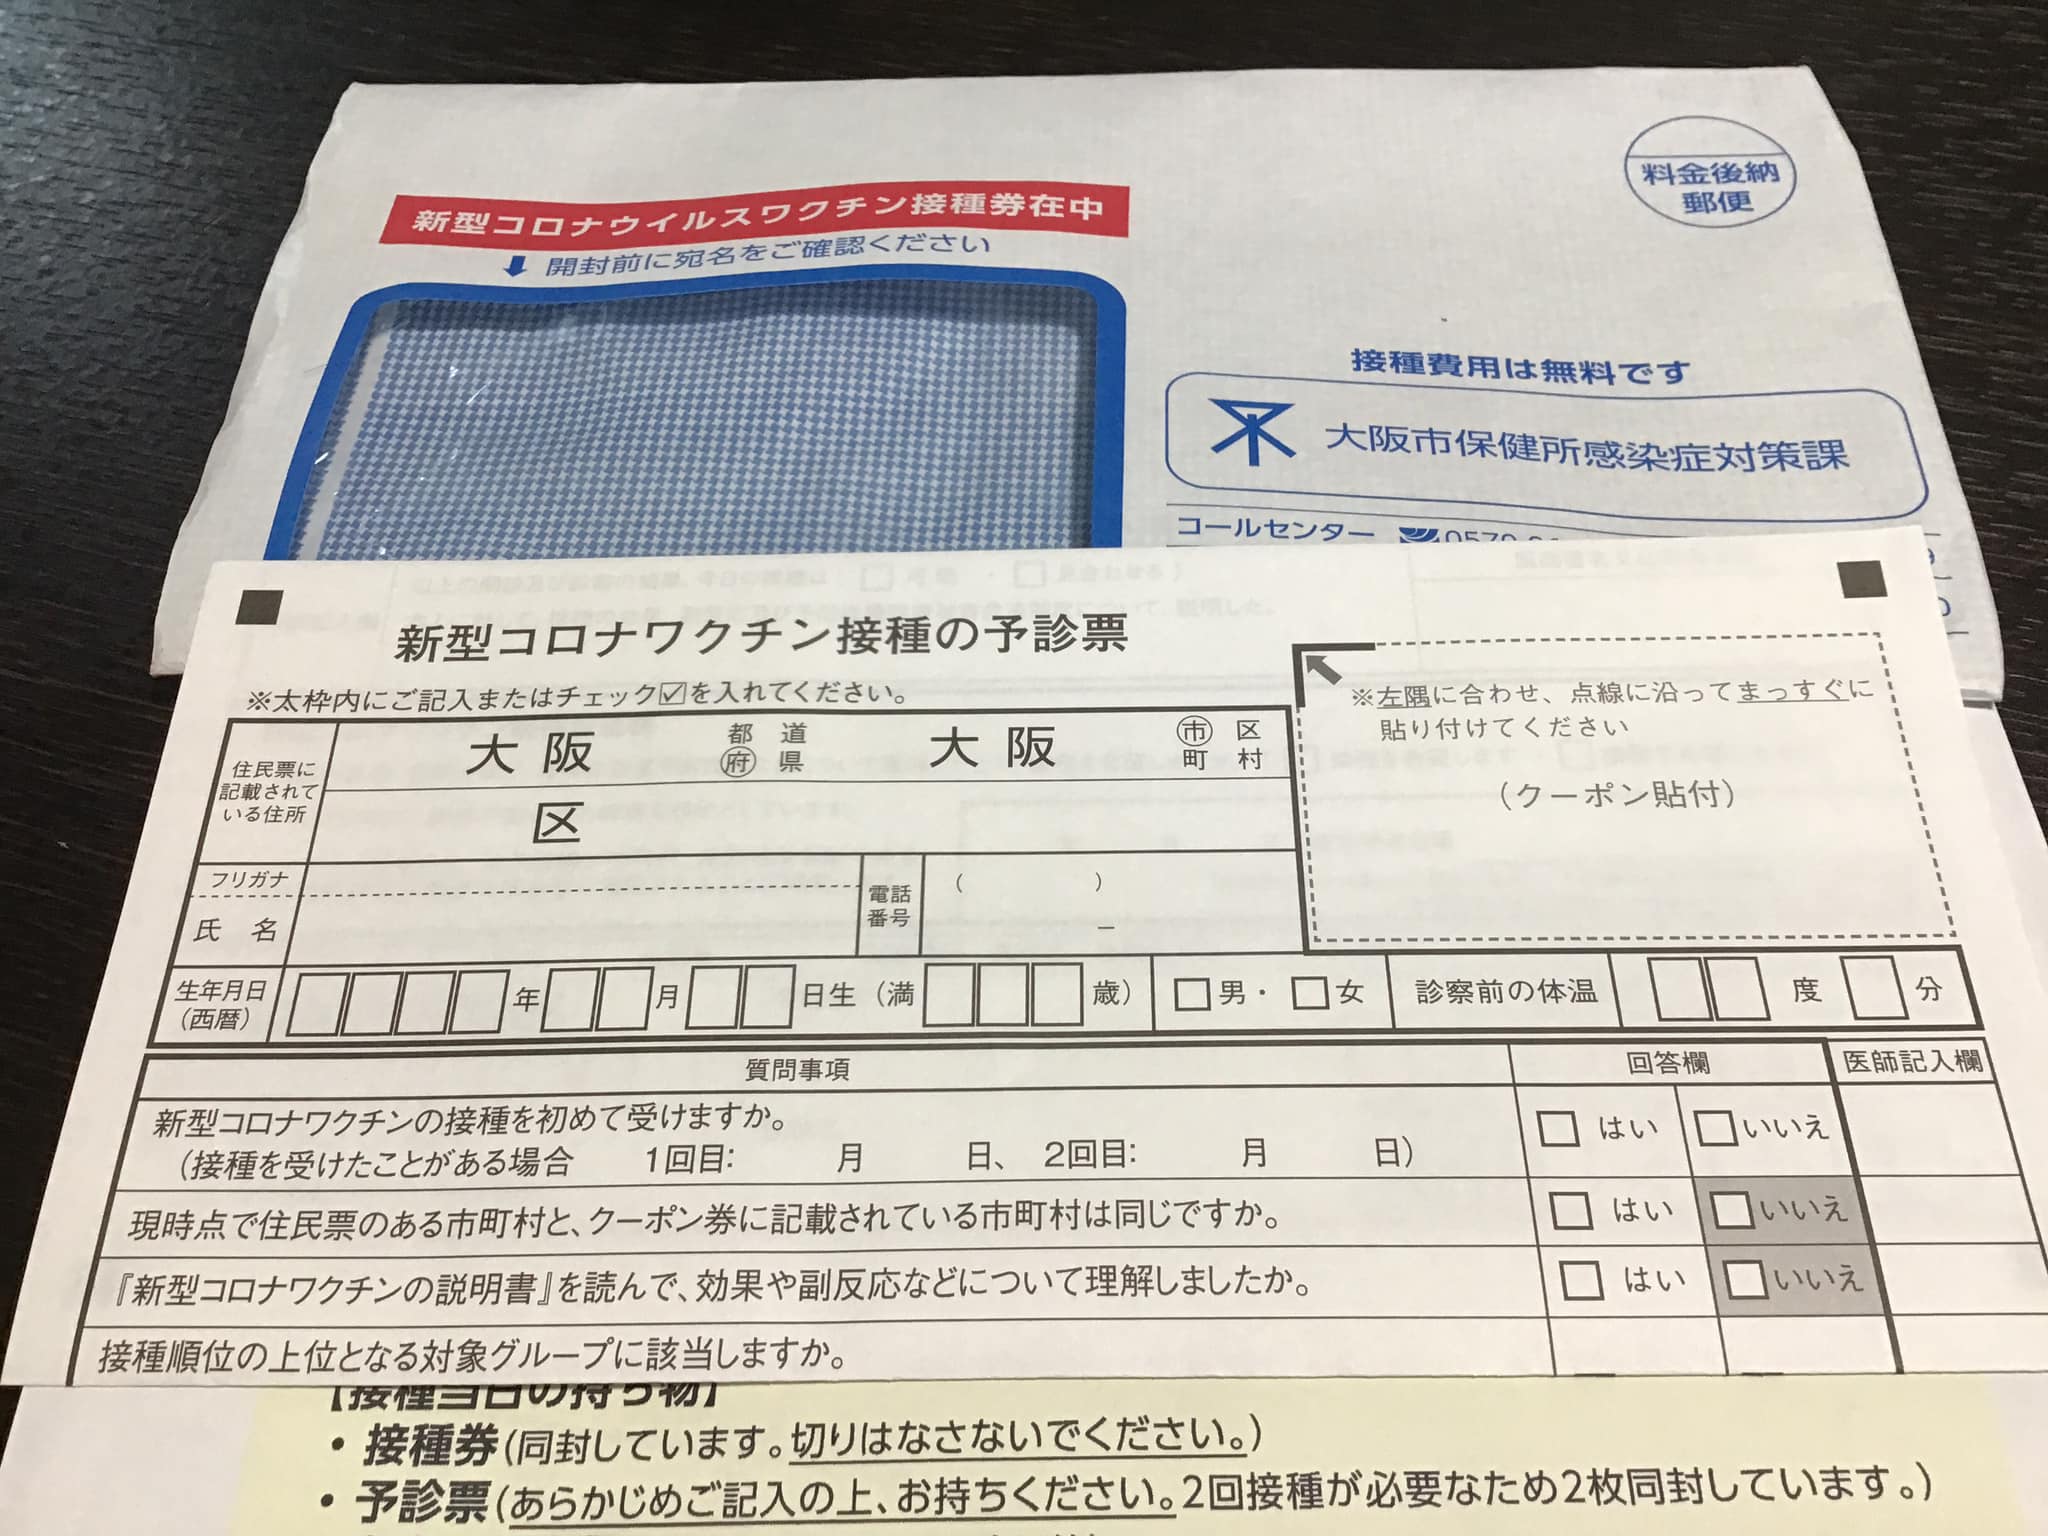 料金後納
郵便
新型コロナウイルスワクチン接種券在中
開封前に宛名をご確認ください
接種費用は無料です
大阪市保健所感染症対策課
コールセンター 0570
新型コロナワクチン接種の予診票
※太枠内にご記入またはチェック☑を入れてください。
※左隅に合わせ、点線に沿ってまっすぐに
貼り付けてください
(クーポン貼付)
住民票に
記載されて
いる住所
大阪 都道府県 大阪 市区町村
区
フリガナ
氏 名
電話
番号
( )
−
生年月日
(西暦)
年 月 日生 (満 歳) □男・ □女 診察前の体温 度 分
質問事項 回答欄 医師記入欄
新型コロナワクチンの接種を初めて受けますか。
(接種を受けたことがある場合 1回目: 月 日、 2回目: 月 日)
□ はい □ いいえ
現時点で住民票のある市町村と、クーポン券に記載されている市町村は同じですか。 □ はい □ いいえ
『新型コロナワクチンの説明書』を読んで、効果や副反応などについて理解しましたか。 □ はい □ いいえ
接種順位の上位となる対象グループに該当しますか。
【接種当日の持ち物】
・接種券(同封しています。切りはなさないでください。)
・予診票(あらかじめご記入の上、お持ちください。2回接種が必要なため2枚同封しています。)